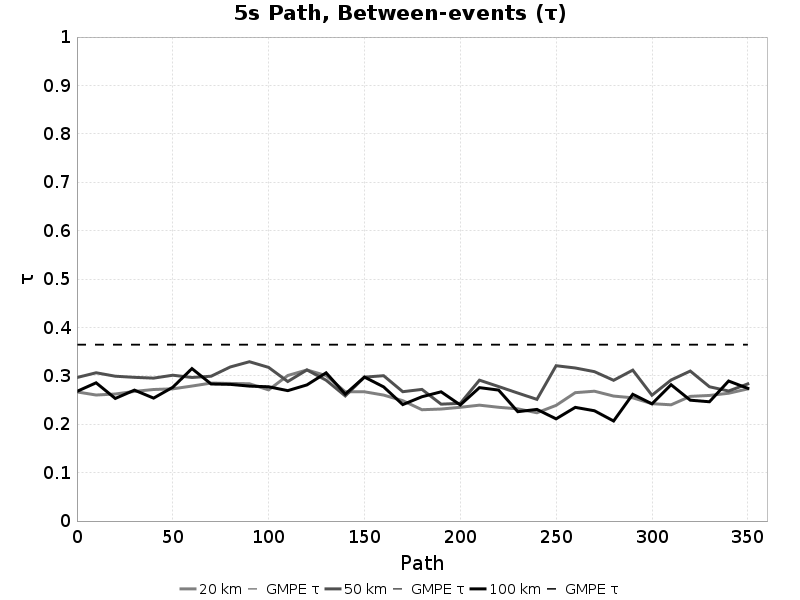 5s Path, Between-events (τ)
1
0.9
0.8
0.7
0.6
τ
0.5
0.4
0.3
0.2
0.1
0
0 50 100 150 200 250 300 350
Path
20 km GMPE τ 50 km GMPE τ 100 km GMPE τ